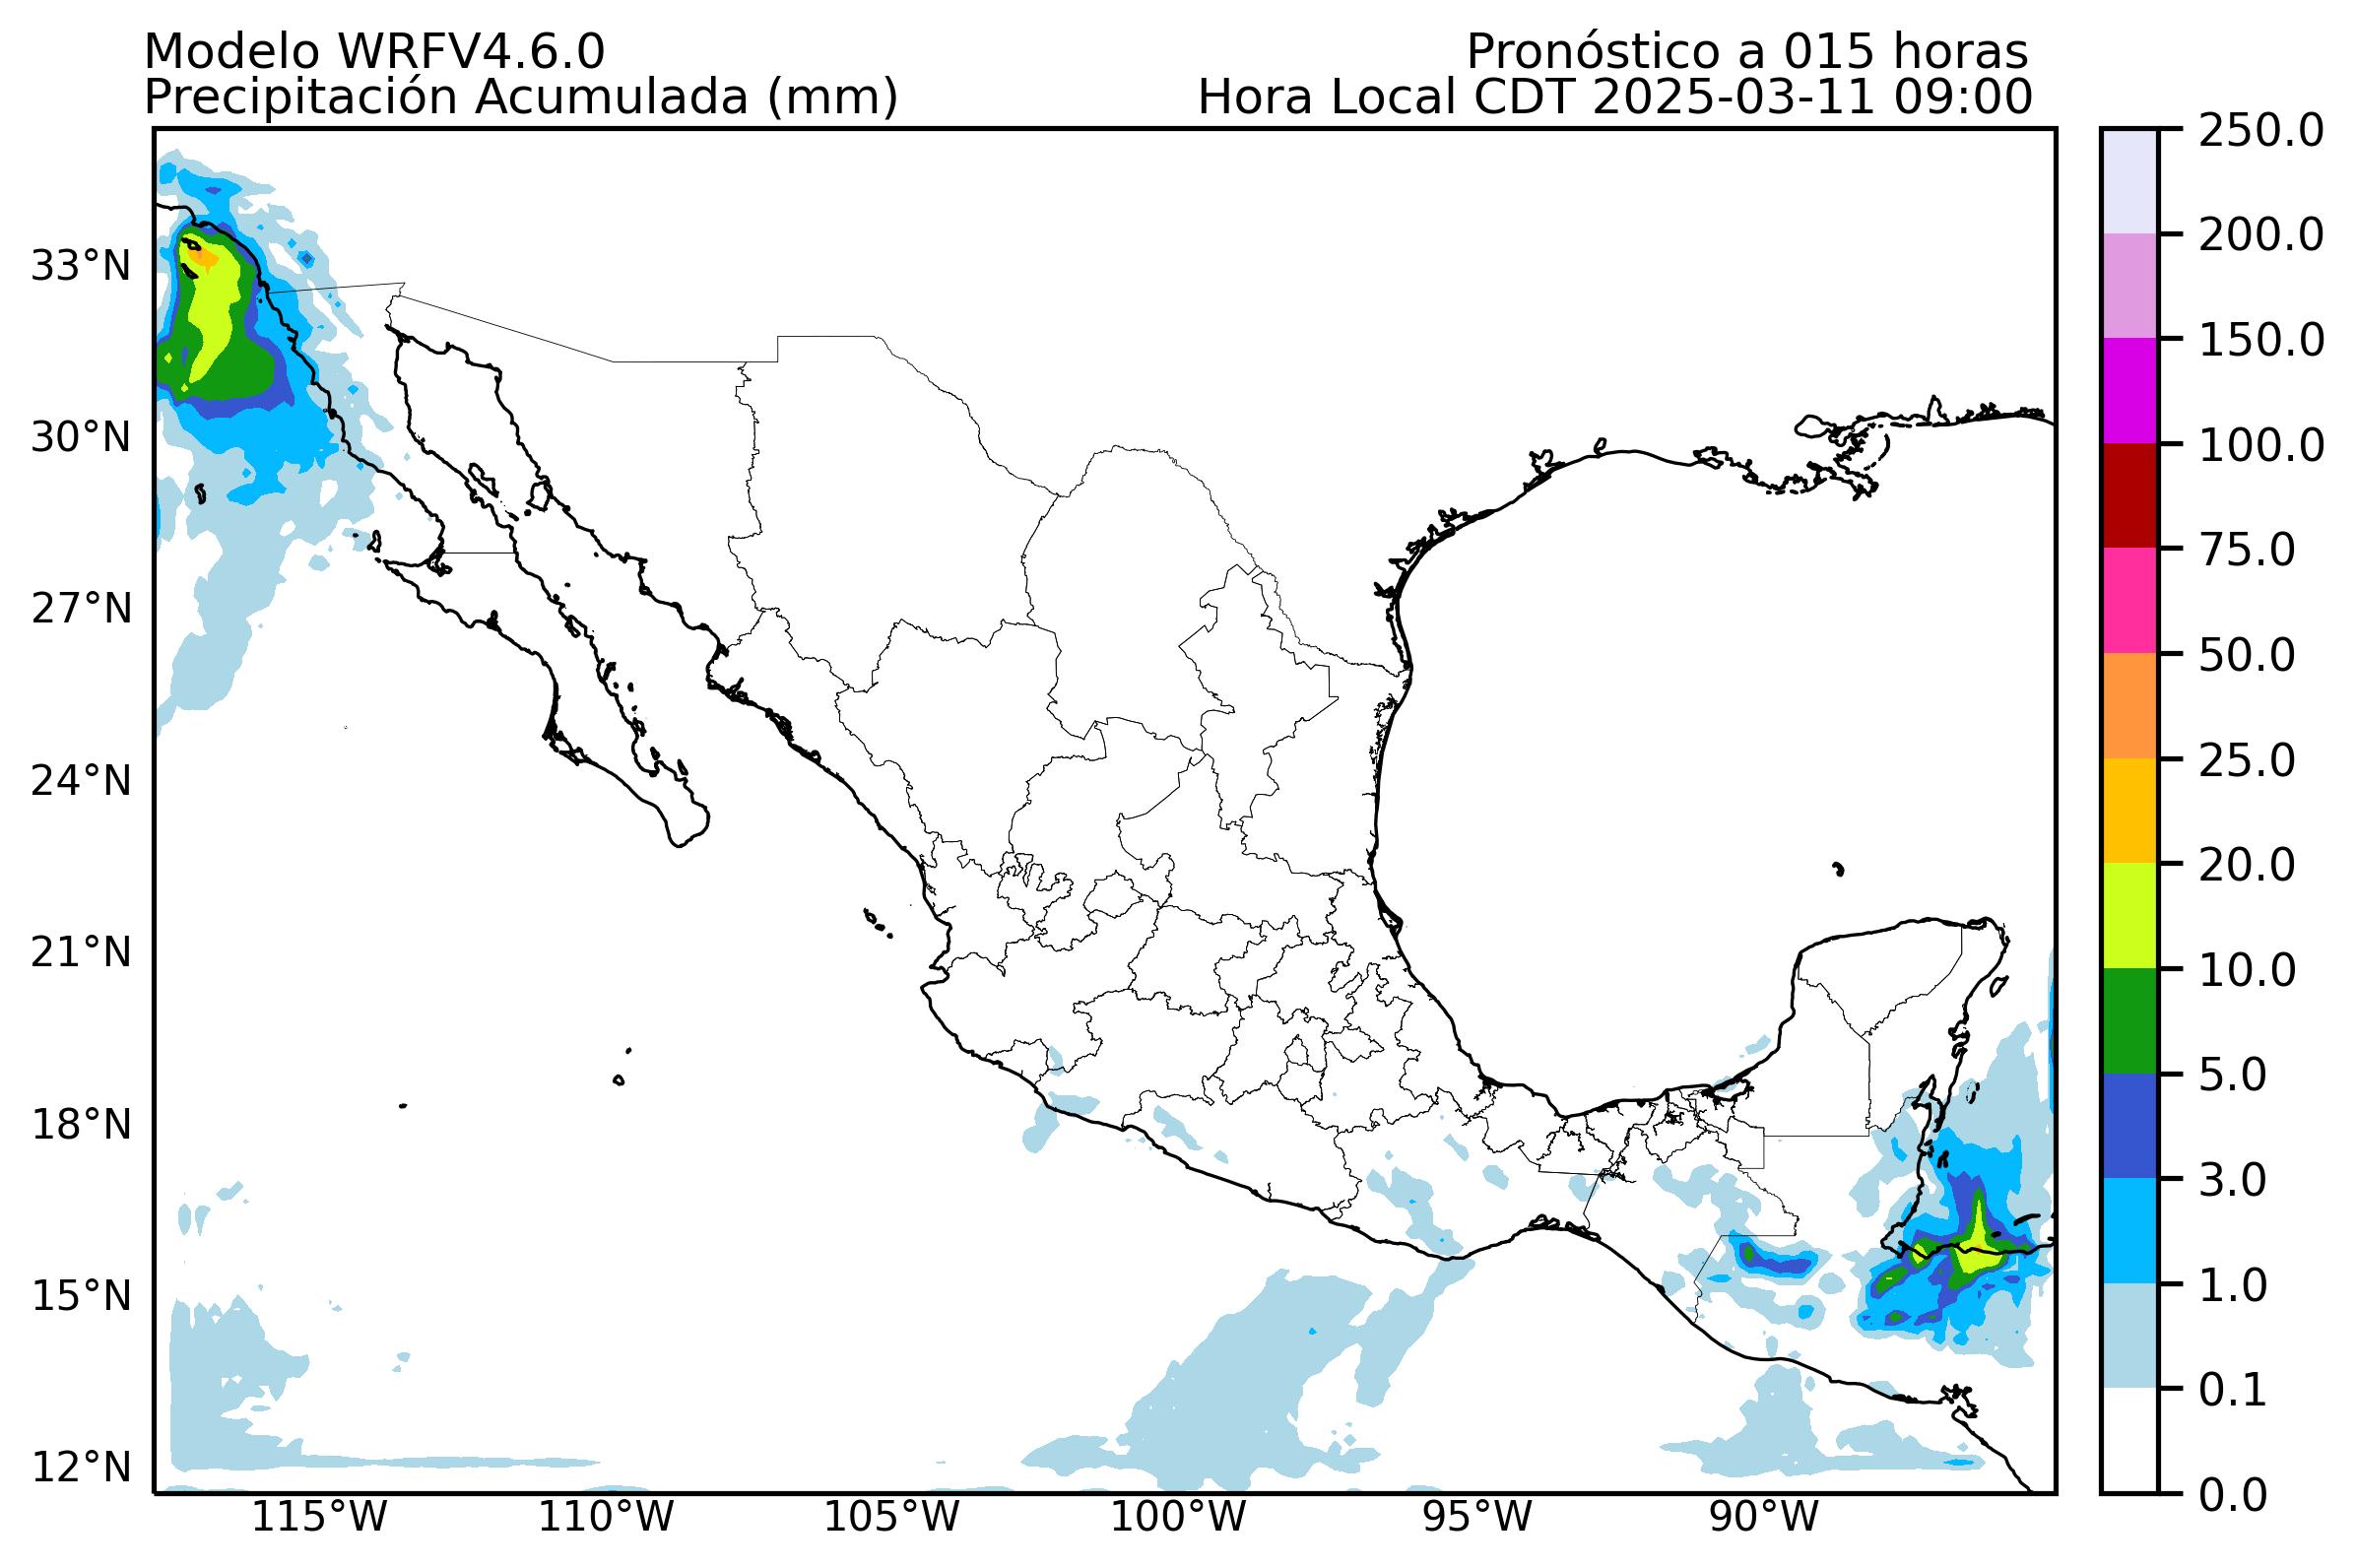 Modelo WRFV4.6.0
Pronóstico a 015 horas
Precipitación Acumulada (mm)
Hora Local CDT 2025-03-11 09:00
33°N
30°N
27°N
24°N
21°N
18°N
15°N
12°N
115°W
110°W
105°W
100°W
95°W
90°W
250.0
200.0
150.0
100.0
75.0
50.0
25.0
20.0
10.0
5.0
3.0
1.0
0.1
0.0